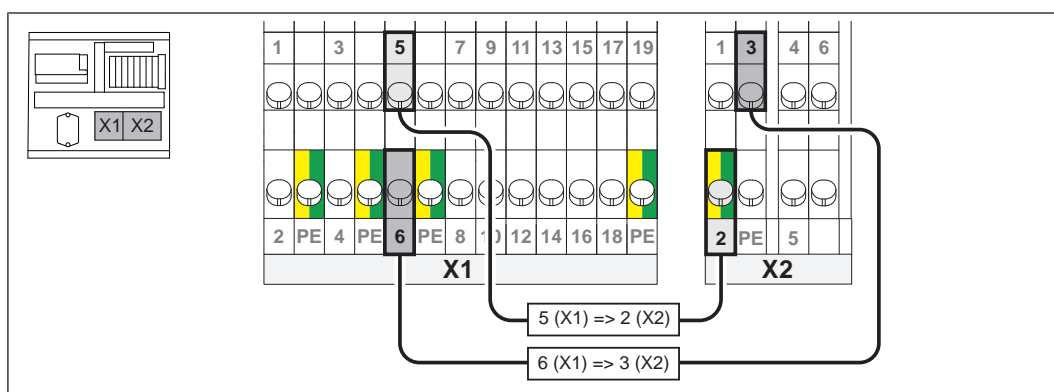 X1 X2
1 3 5 7 9 11 13 15 17 19
1 3 4 6
2 PE 4 PE 6 PE 8 10 12 14 16 18 PE
2 PE 5
X1
X2
5 (X1) => 2 (X2)
6 (X1) => 3 (X2)